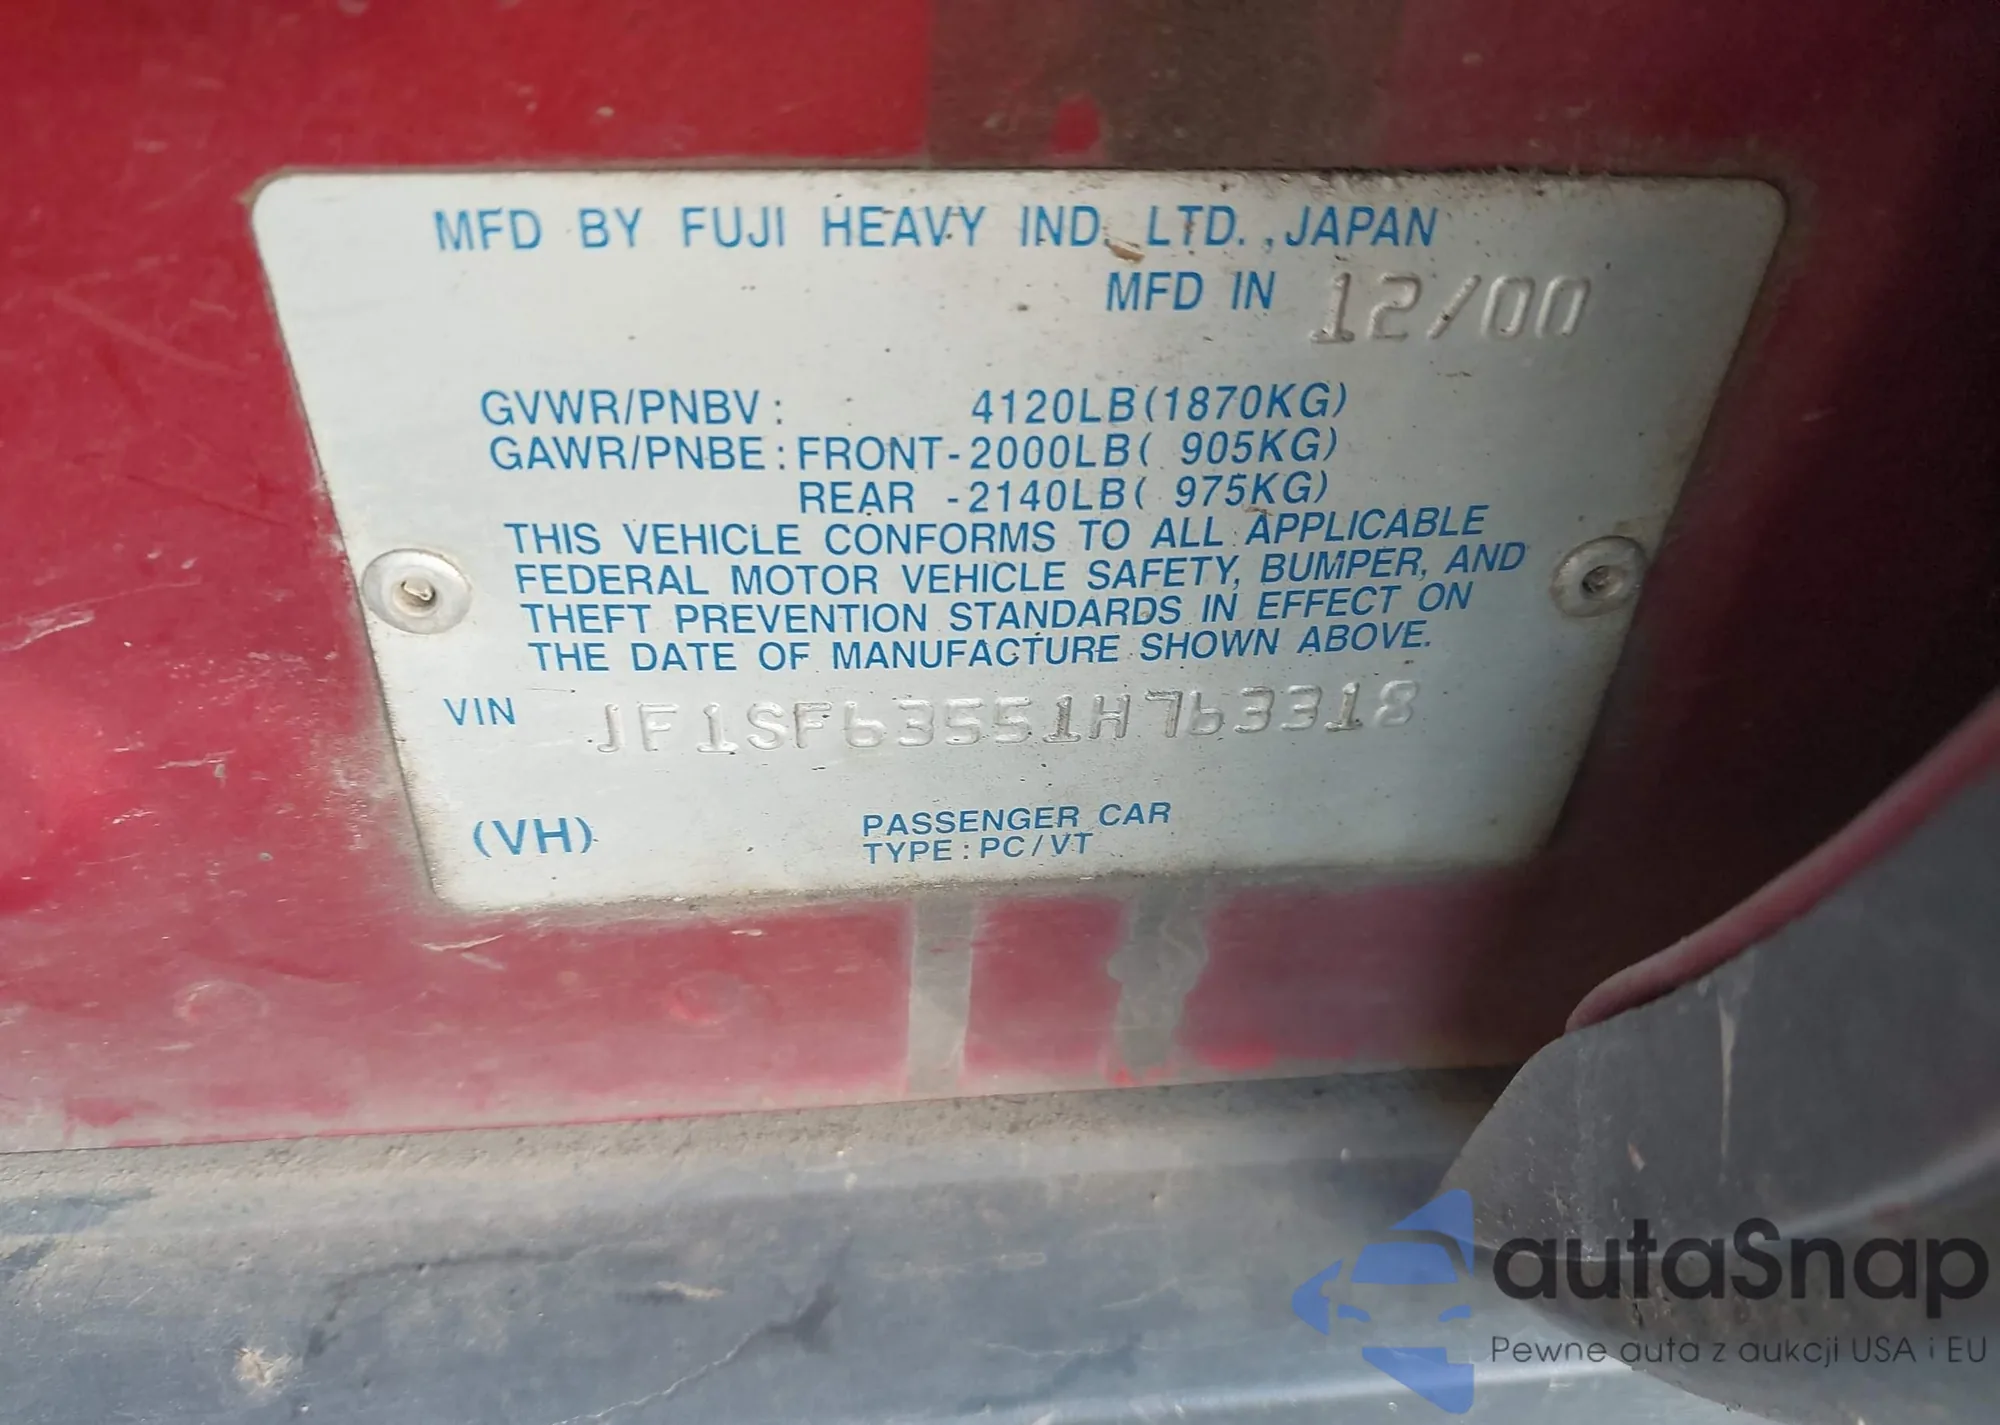 MFD BY FUJI HEAVY IND. LTD. , JAPAN
MFD IN 12/00
GVWR/PNBV : 4120LB(1870KG)
GAWR/PNBE : FRONT-2000LB( 905KG)
REAR -2140LB( 975KG)
THIS VEHICLE CONFORMS TO ALL APPLICABLE
FEDERAL MOTOR VEHICLE SAFETY, BUMPER, AND
THEFT PREVENTION STANDARDS IN EFFECT ON
THE DATE OF MANUFACTURE SHOWN ABOVE.
VIN JF1SF63551H763318
(VH) PASSENGER CAR
TYPE : PC/VT
autaSnap
Pewne auta z aukcji USA i EU